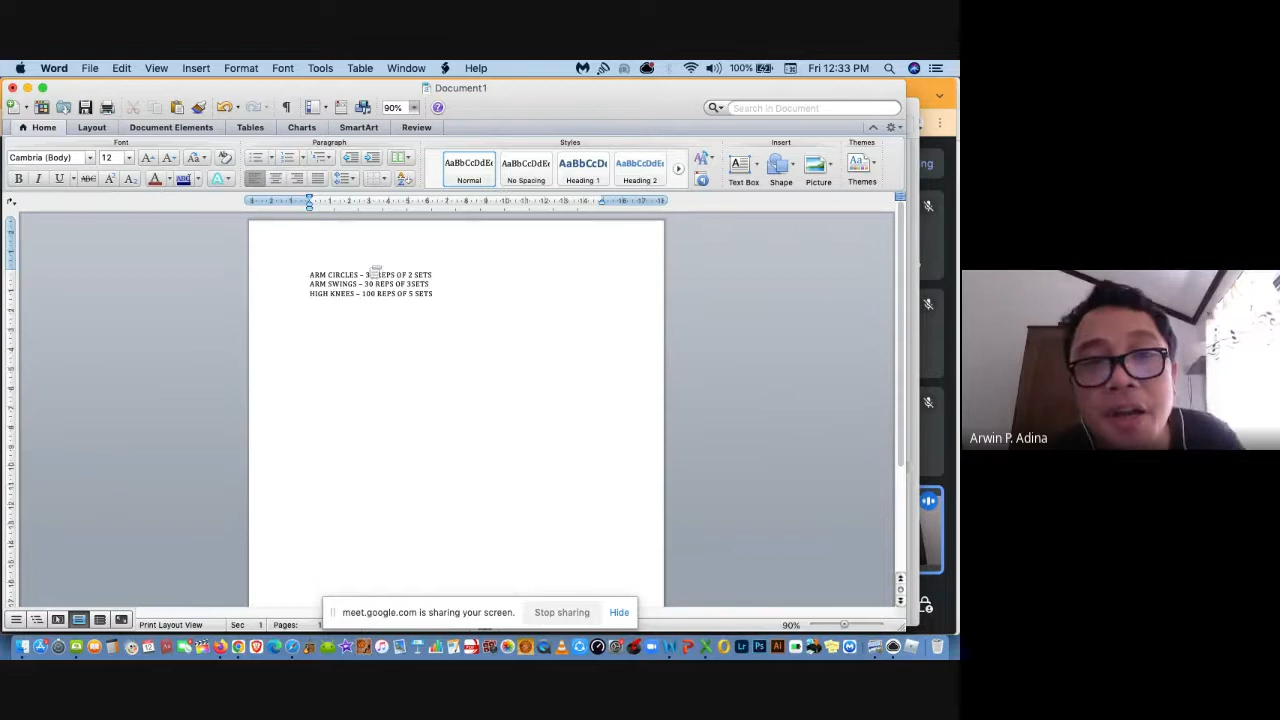 Word File Edit View Insert Format Font Tools Table Window Help 100% Fri 12:33 PM
Document1
90% Search in Document
Home Layout Document Elements Tables Charts SmartArt Review
Font Paragraph Styles Insert Themes
Cambria (Body) 12
AaBbCcDdEe AaBbCcDdEe AaBbCcDc AaBbCcDdE
Normal No Spacing Heading 1 Heading 2 Text Box Shape Picture Themes
ARM CIRCLES – REPS OF 2 SETS
ARM SWINGS – 30 REPS OF 3SETS
HIGH KNEES – 100 REPS OF 5 SETS
Arwin P. Adina
meet.google.com is sharing your screen. Stop sharing Hide
Print Layout View Sec 1 Pages: 90%